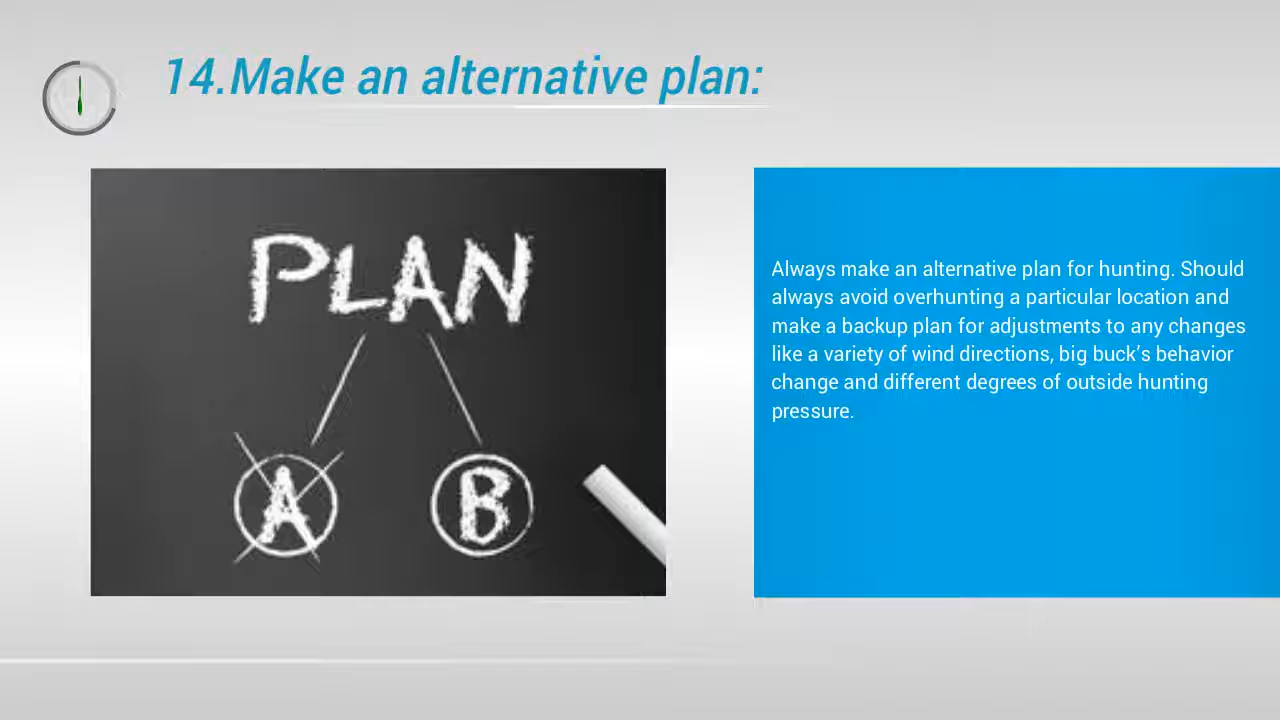 14.Make an alternative plan:
PLAN
A B
Always make an alternative plan for hunting. Should
always avoid overhunting a particular location and
make a backup plan for adjustments to any changes
like a variety of wind directions, big buck’s behavior
change and different degrees of outside hunting
pressure.